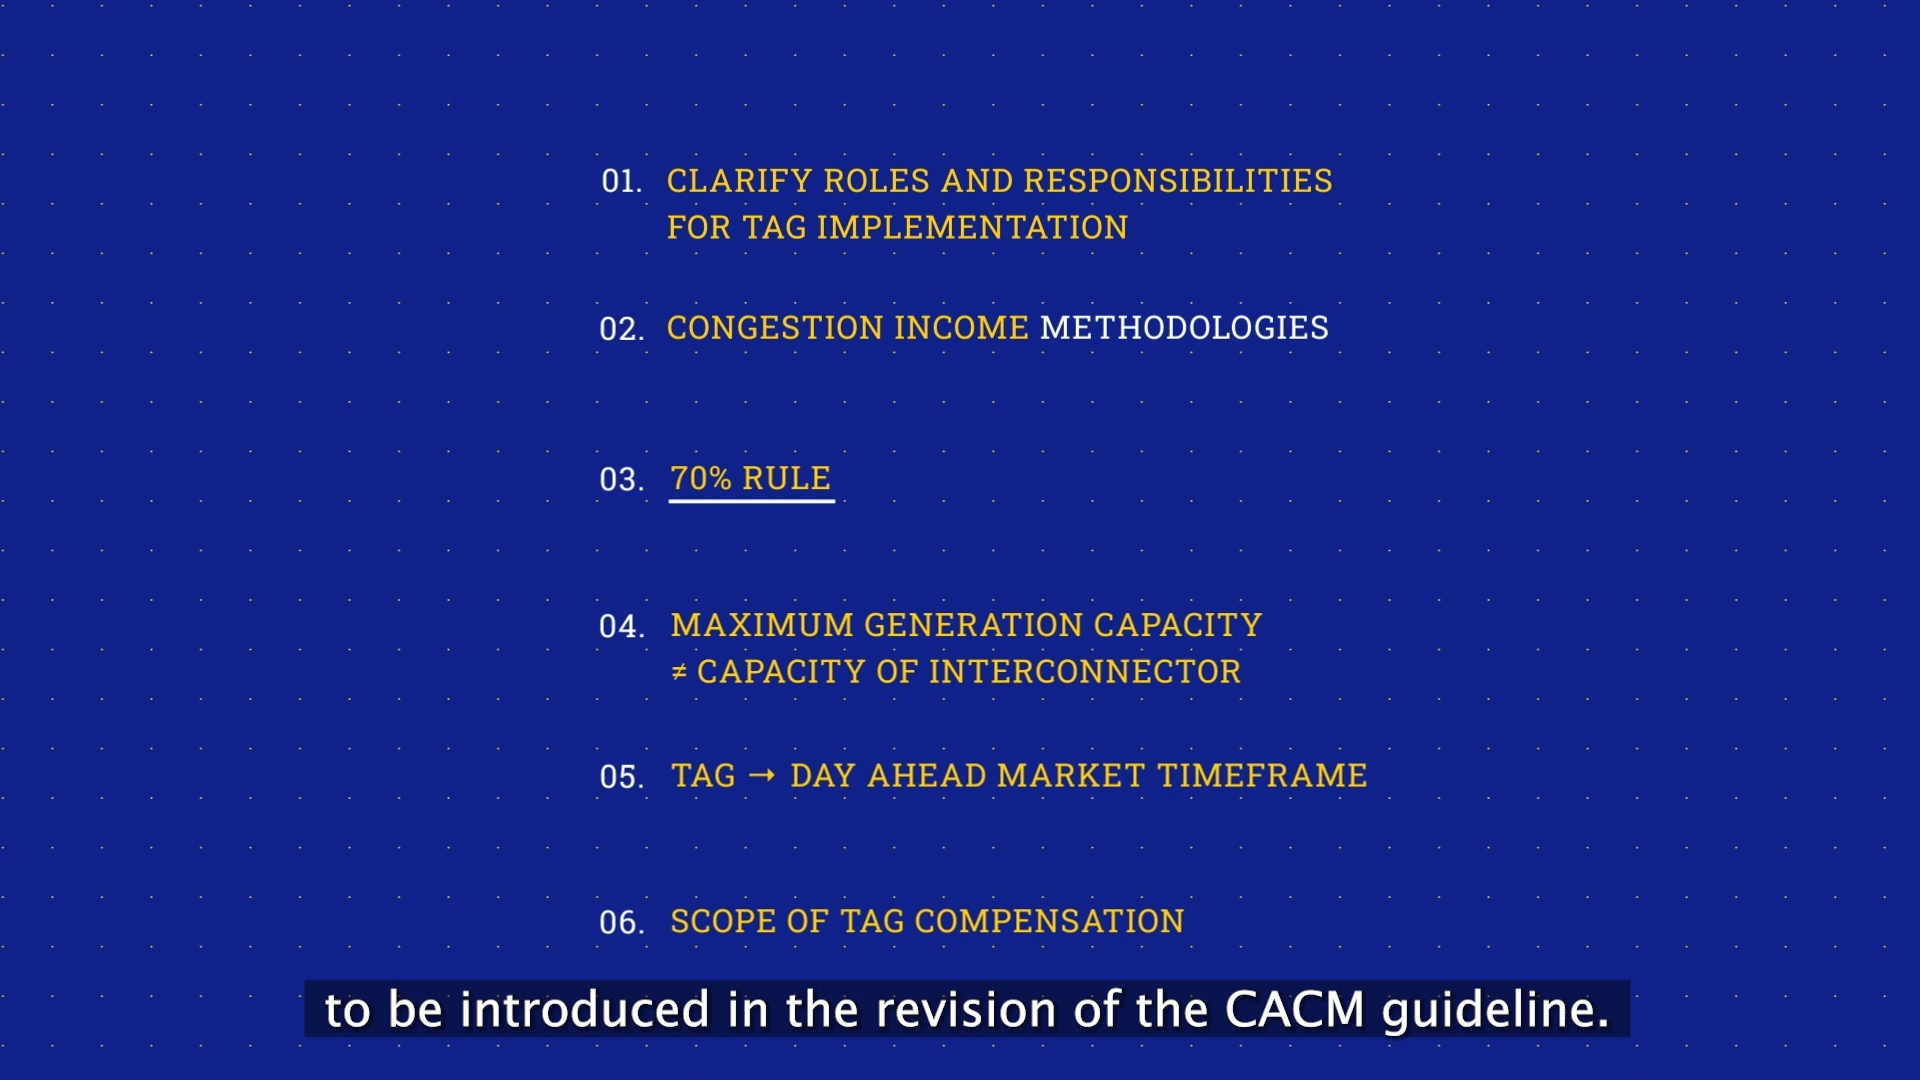 01. CLARIFY ROLES AND RESPONSIBILITIES
FOR TAG IMPLEMENTATION
02. CONGESTION INCOME METHODOLOGIES
03. 70% RULE
04. MAXIMUM GENERATION CAPACITY
≠ CAPACITY OF INTERCONNECTOR
05. TAG → DAY AHEAD MARKET TIMEFRAME
06. SCOPE OF TAG COMPENSATION
to be introduced in the revision of the CACM guideline.